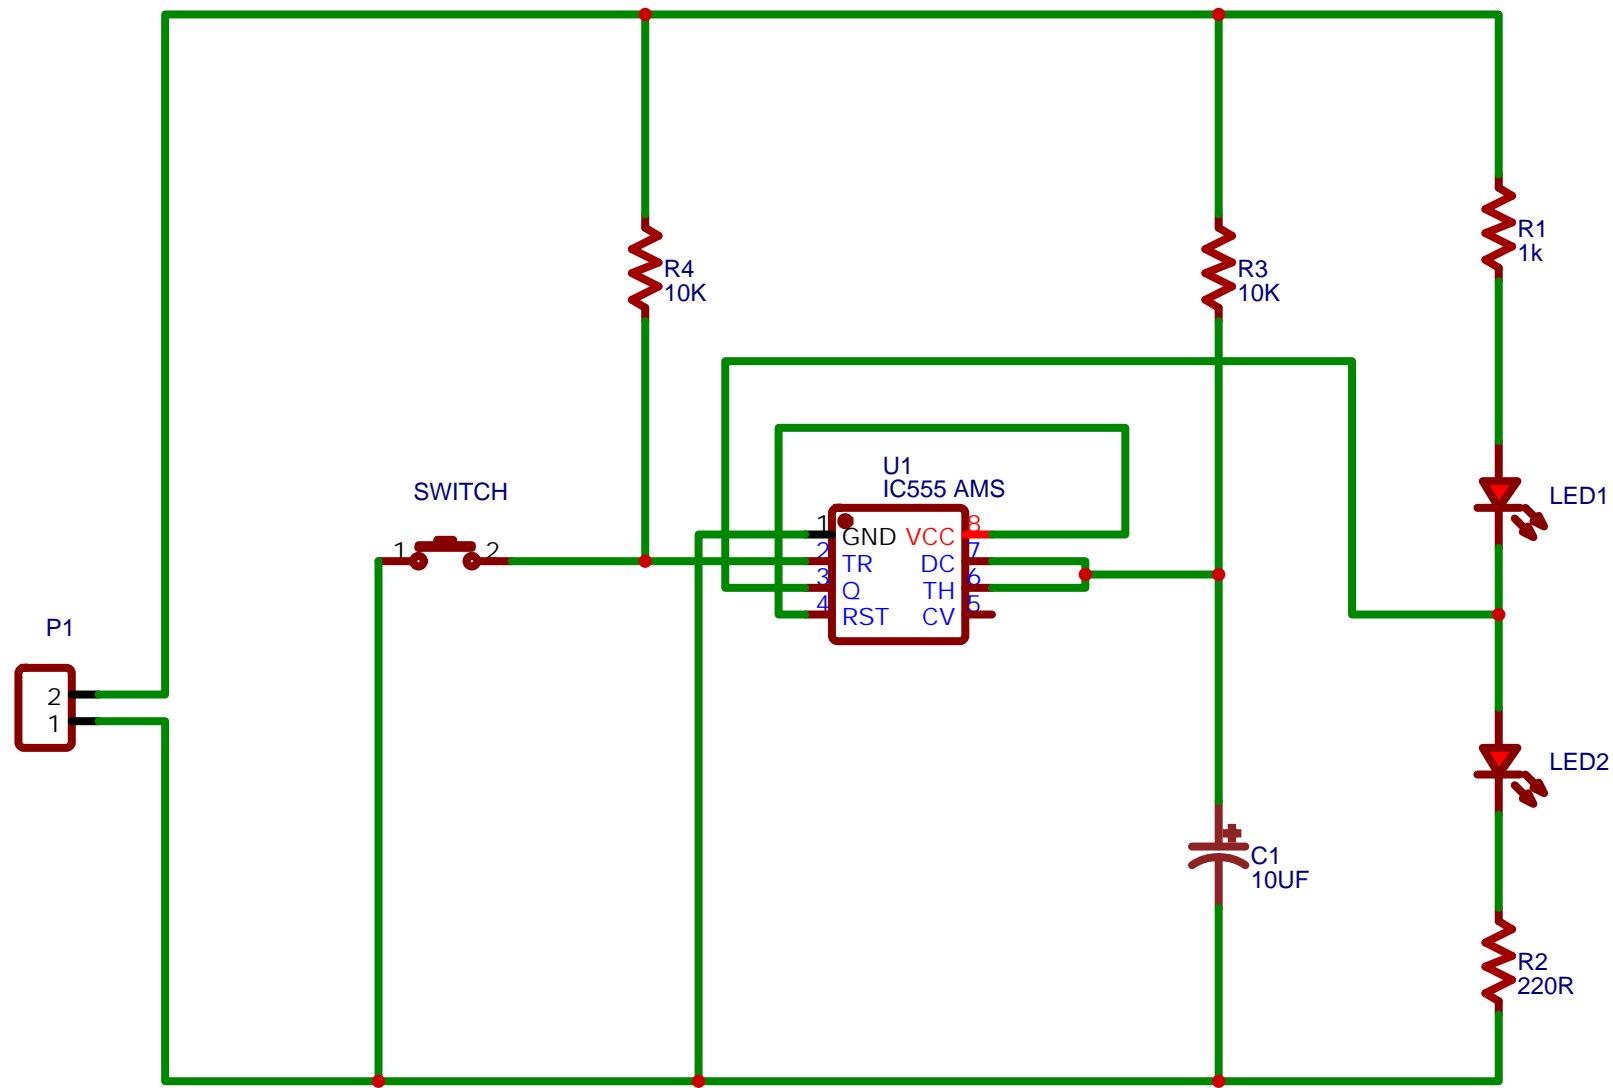 R1
1k
R4
10K
R3
10K
U1
IC555 AMS
SWITCH
LED1
1
2
1
GND
VCC
8
2
TR
DC
7
3
Q
TH
6
4
RST
CV
5
P1
2
1
LED2
C1
10UF
R2
220R